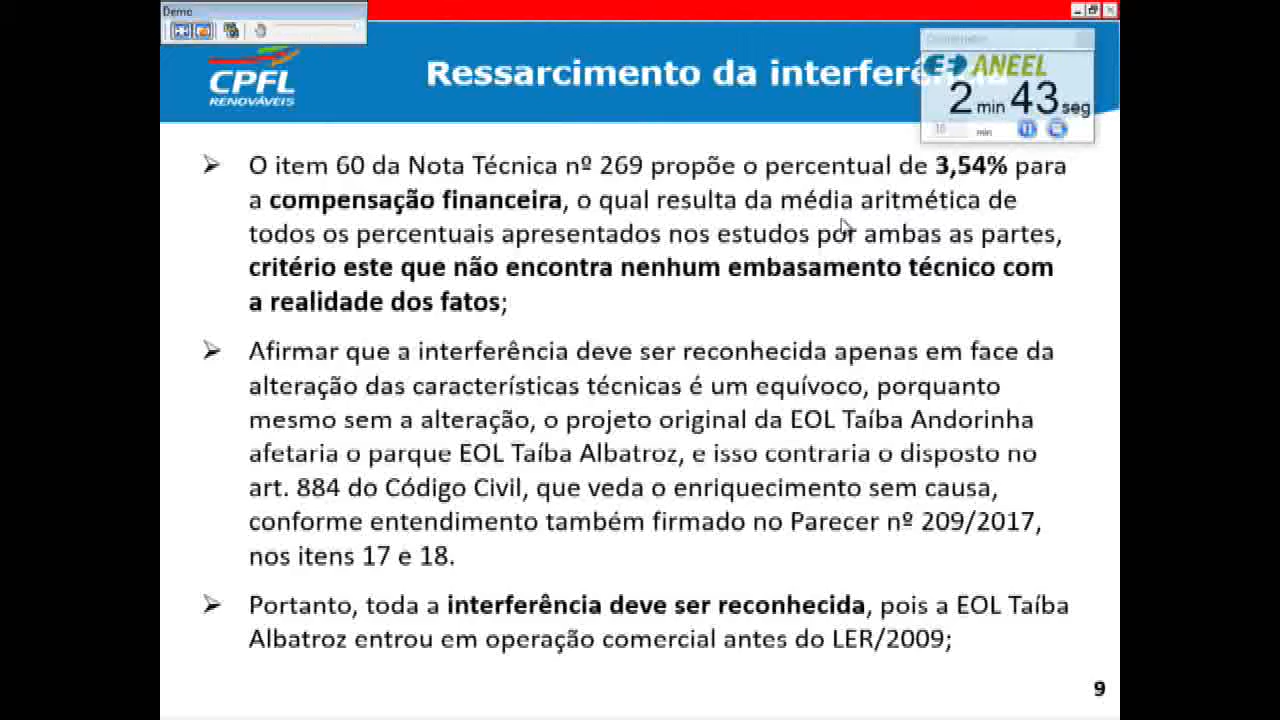 Demo
CPFL
RENOVÁVEIS
Ressarcimento da
ANEEL
2 min 43 seg
min
O item 60 da Nota Técnica nº 269 propõe o percentual de 3,54% para
a compensação financeira, o qual resulta da média aritmética de
todos os percentuais apresentados nos estudos por ambas as partes,
critério este que não encontra nenhum embasamento técnico com
a realidade dos fatos;
Afirmar que a interferência deve ser reconhecida apenas em face da
alteração das características técnicas é um equívoco, porquanto
mesmo sem a alteração, o projeto original da EOL Taíba Andorinha
afetaria o parque EOL Taíba Albatroz, e isso contraria o disposto no
art. 884 do Código Civil, que veda o enriquecimento sem causa,
conforme entendimento também firmado no Parecer nº 209/2017,
nos itens 17 e 18.
Portanto, toda a interferência deve ser reconhecida, pois a EOL Taíba
Albatroz entrou em operação comercial antes do LER/2009;
9